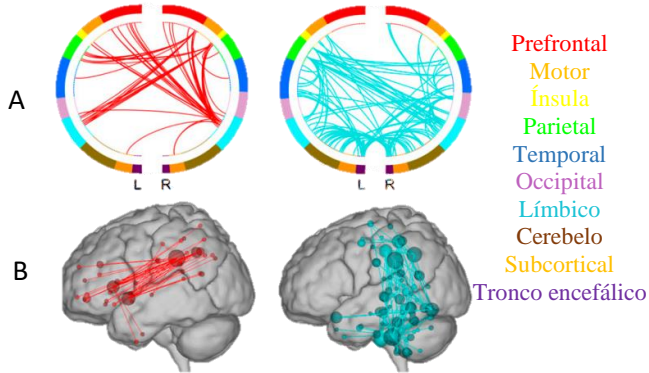 A
L R
L R
B
Prefrontal
Motor
Ínsula
Parietal
Temporal
Occipital
Límbico
Cerebelo
Subcortical
Tronco encefálico